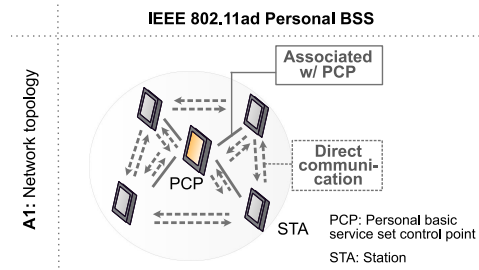 IEEE 802.11ad Personal BSS
A1: Network topology
Associated
w/ PCP
PCP
Direct
communi-
cation
STA
PCP: Personal basic
service set control point
STA: Station